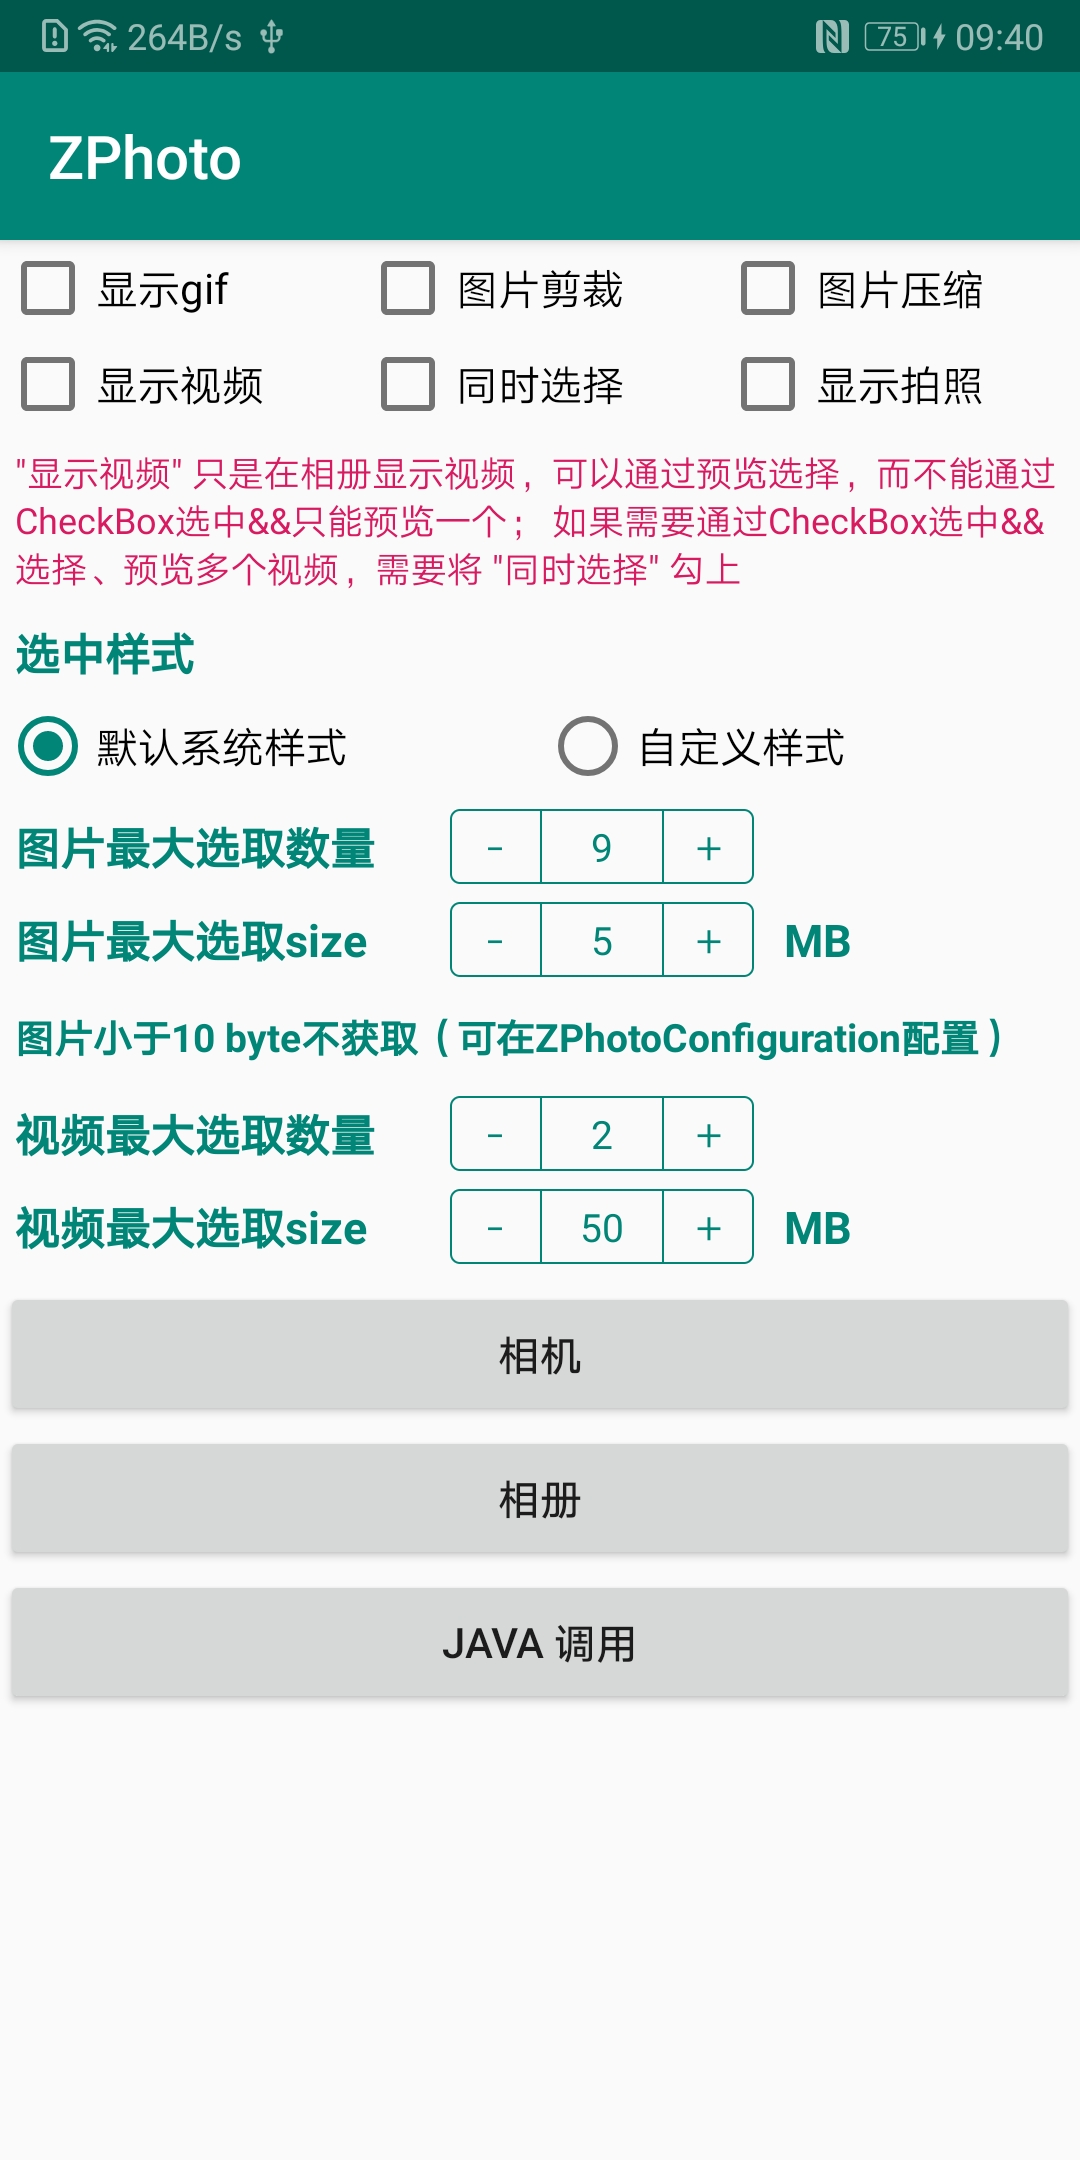 264B/s 75 09:40
ZPhoto
显示gif 图片剪裁 图片压缩
显示视频 同时选择 显示拍照
"显示视频" 只是在相册显示视频，可以通过预览选择，而不能通过
CheckBox选中&&只能预览一个； 如果需要通过CheckBox选中&&
选择、预览多个视频，需要将 "同时选择" 勾上
选中样式
默认系统样式 自定义样式
图片最大选取数量 - 9 +
图片最大选取size - 5 + MB
图片小于10 byte不获取（可在ZPhotoConfiguration配置）
视频最大选取数量 - 2 +
视频最大选取size - 50 + MB
相机
相册
JAVA 调用